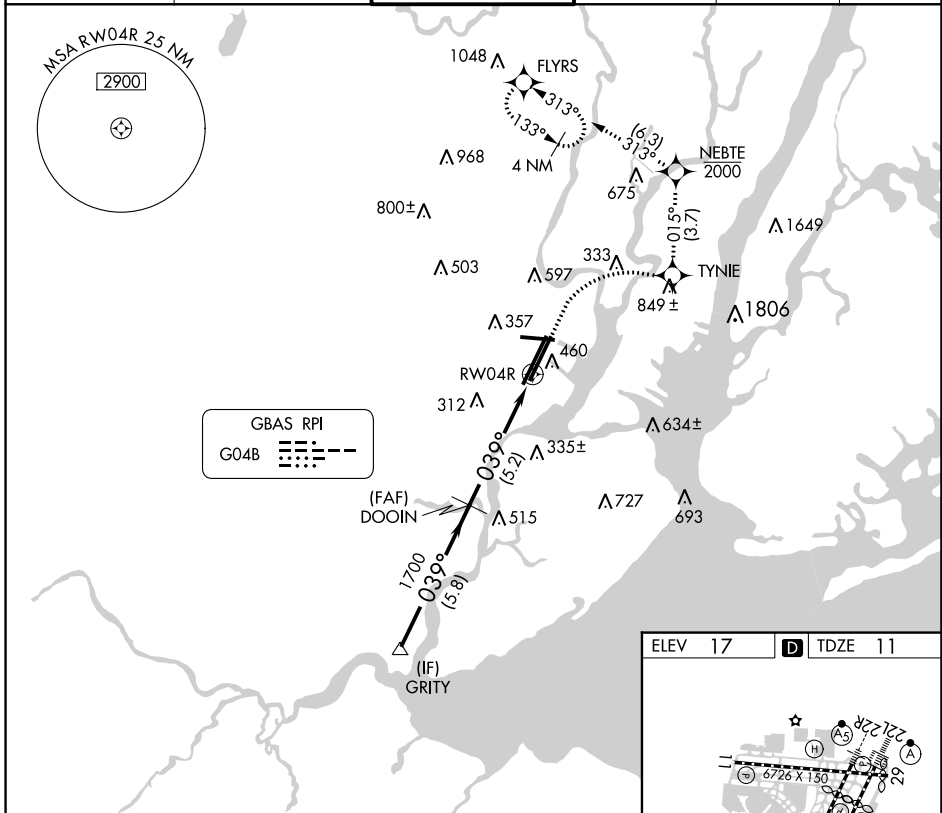 MSA RW04R 25 NM
2900
1048
FLYRS
313°
133°
4 NM
(6.3)
313°
NEBTE
2000
968
675
800±
015°
(3.7)
1649
503
597
333
TYNIE
849±
1806
357
460
RW04R
312
634±
GBAS RPI
G04B
039°
(5.2)
335±
(FAF)
DOOIN
515
727
693
1700
039°
(5.8)
(IF)
GRITY
ELEV 17
D
TDZE 11
A5
22R
22L
A
H
11
P
6726 X 150
29